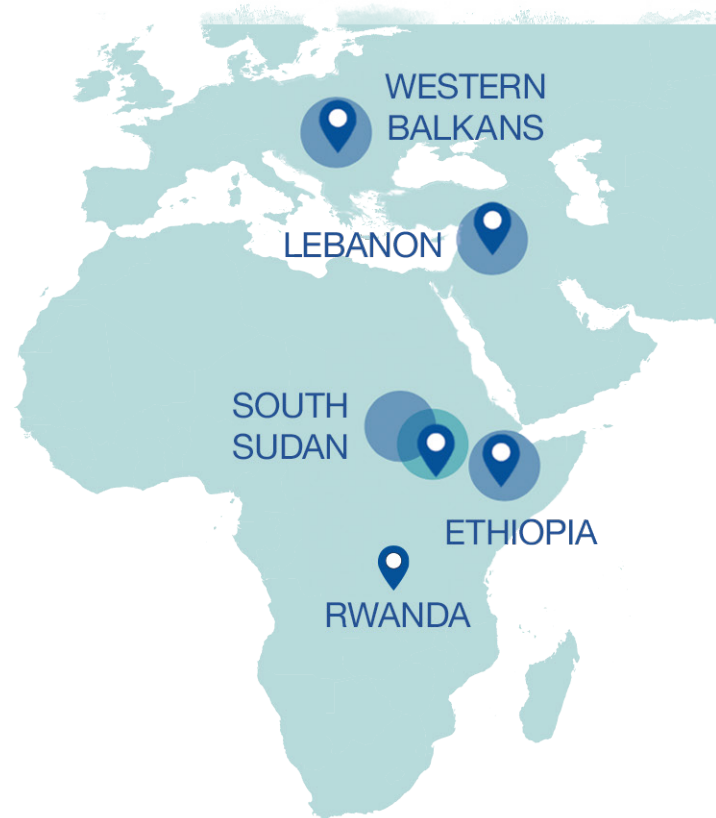 WESTERN
BALKANS
LEBANON
SOUTH
SUDAN
ETHIOPIA
RWANDA